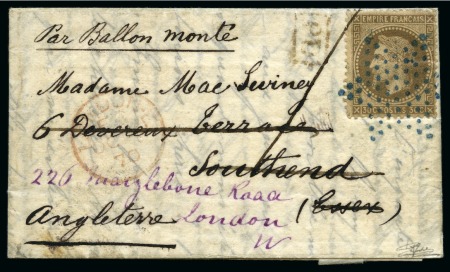 Par Ballon monté
EMPIRE FRANÇAIS
Madame Mac Swiney
6 Devereux Terrace
Southend
226 Marylebone Road
Angleterre London (Essex)
W